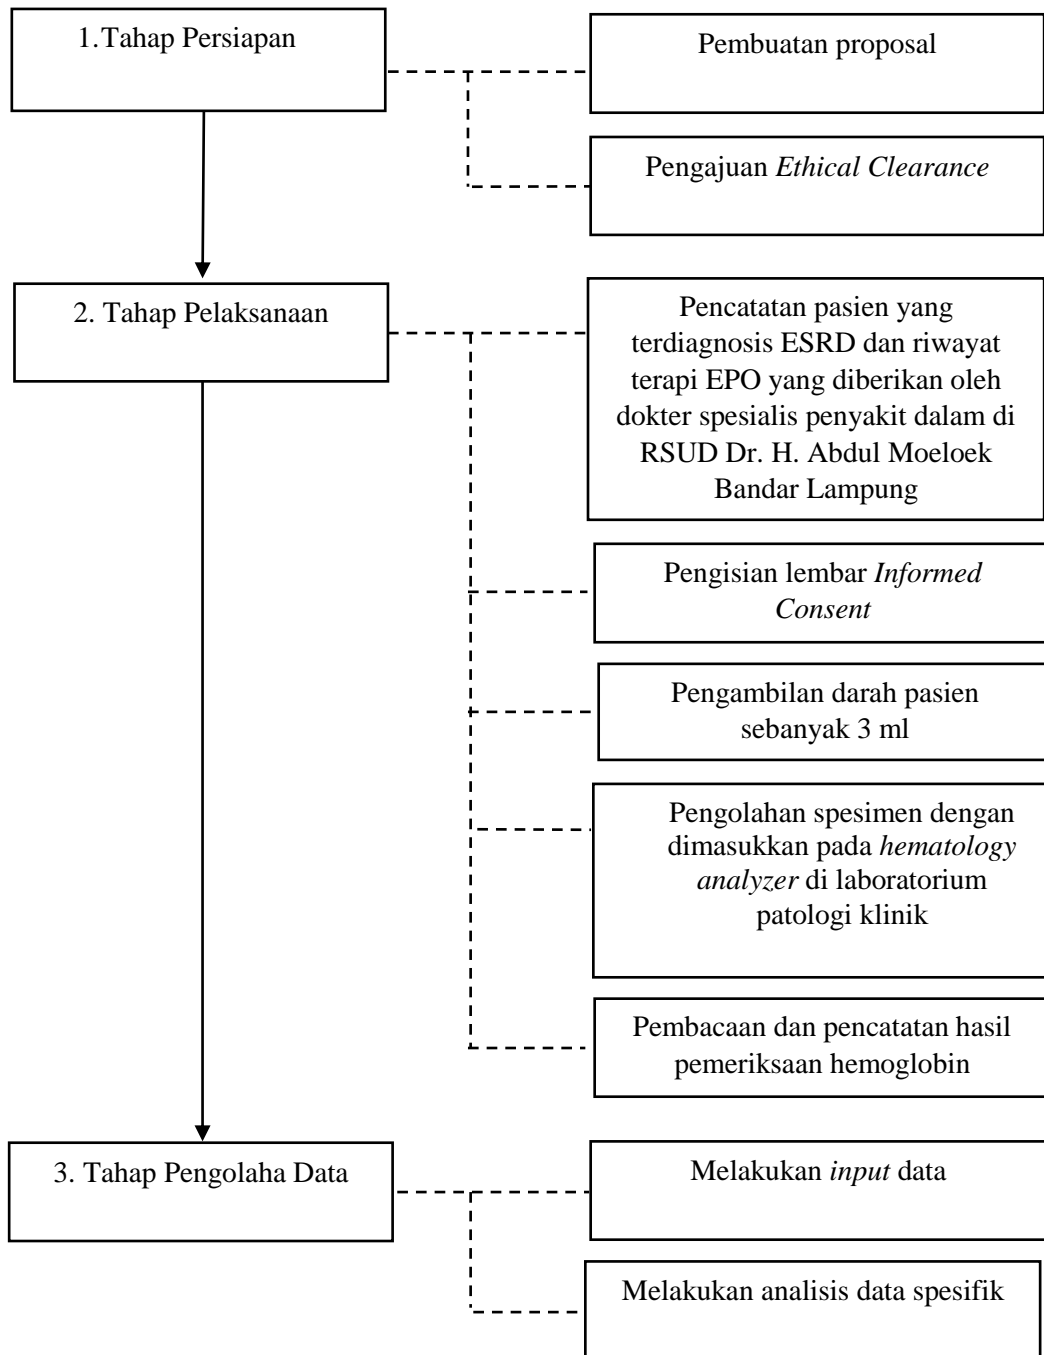 1.Tahap Persiapan
Pembuatan proposal
Pengajuan Ethical Clearance
2. Tahap Pelaksanaan
Pencatatan pasien yang
terdiagnosis ESRD dan riwayat
terapi EPO yang diberikan oleh
dokter spesialis penyakit dalam di
RSUD Dr. H. Abdul Moeloek
Bandar Lampung
Pengisian lembar Informed
Consent
Pengambilan darah pasien
sebanyak 3 ml
Pengolahan spesimen dengan
dimasukkan pada hematology
analyzer di laboratorium
patologi klinik
Pembacaan dan pencatatan hasil
pemeriksaan hemoglobin
3. Tahap Pengolaha Data
Melakukan input data
Melakukan analisis data spesifik